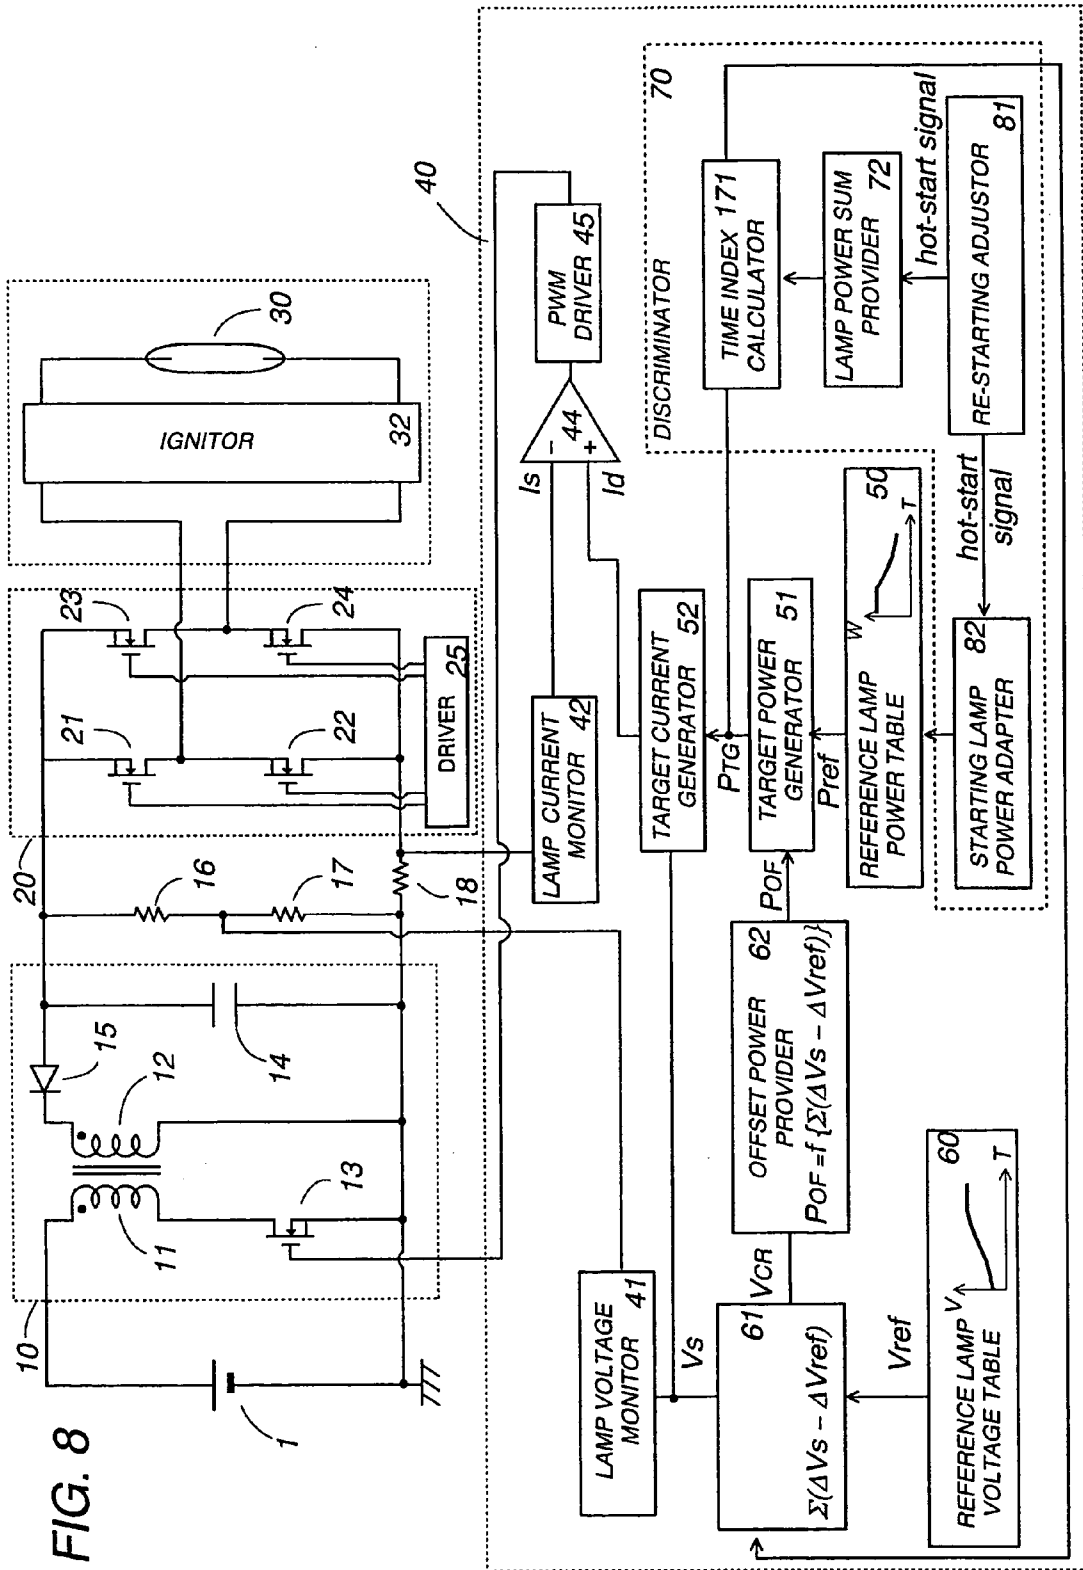 FIG. 8
10
1
11
12
13
14
15
16
17
18
20
21
22
23
24
DRIVER 25
IGNITOR 32
30
40
LAMP VOLTAGE
MONITOR 41
LAMP CURRENT
MONITOR 42
Is
Id
−
+
44
PWM
DRIVER 45
Vs
61
Σ(ΔVs − ΔVref)
VCR
Vref
REFERENCE LAMP
VOLTAGE TABLE
60
V
T
OFFSET POWER
PROVIDER 62
POF=f{Σ(ΔVs − ΔVref)}
POF
TARGET CURRENT
GENERATOR 52
PTG
TARGET POWER
GENERATOR 51
Pref
REFERENCE LAMP
POWER TABLE
50
W
T
STARTING LAMP
POWER ADAPTER
82
hot-start
signal
DISCRIMINATOR
70
TIME INDEX 171
CALCULATOR
LAMP POWER SUM
PROVIDER 72
hot-start signal
RE-STARTING ADJUSTOR
81